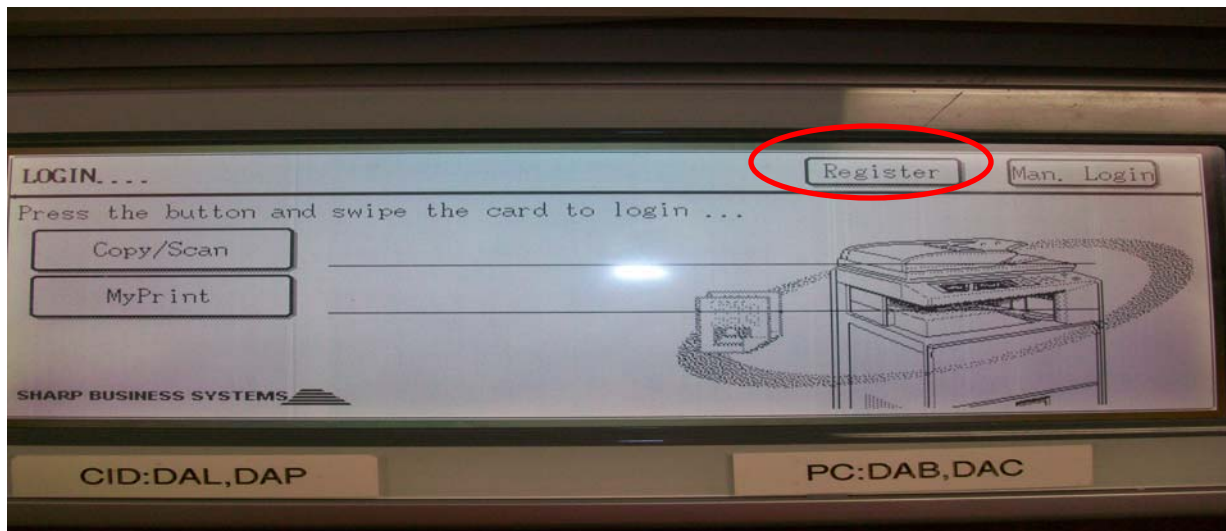 LOGIN....
Register
Man. Login
Press the button and swipe the card to login ...
Copy/Scan
MyPrint
SHARP BUSINESS SYSTEMS
CID:DAL,DAP
PC:DAB,DAC